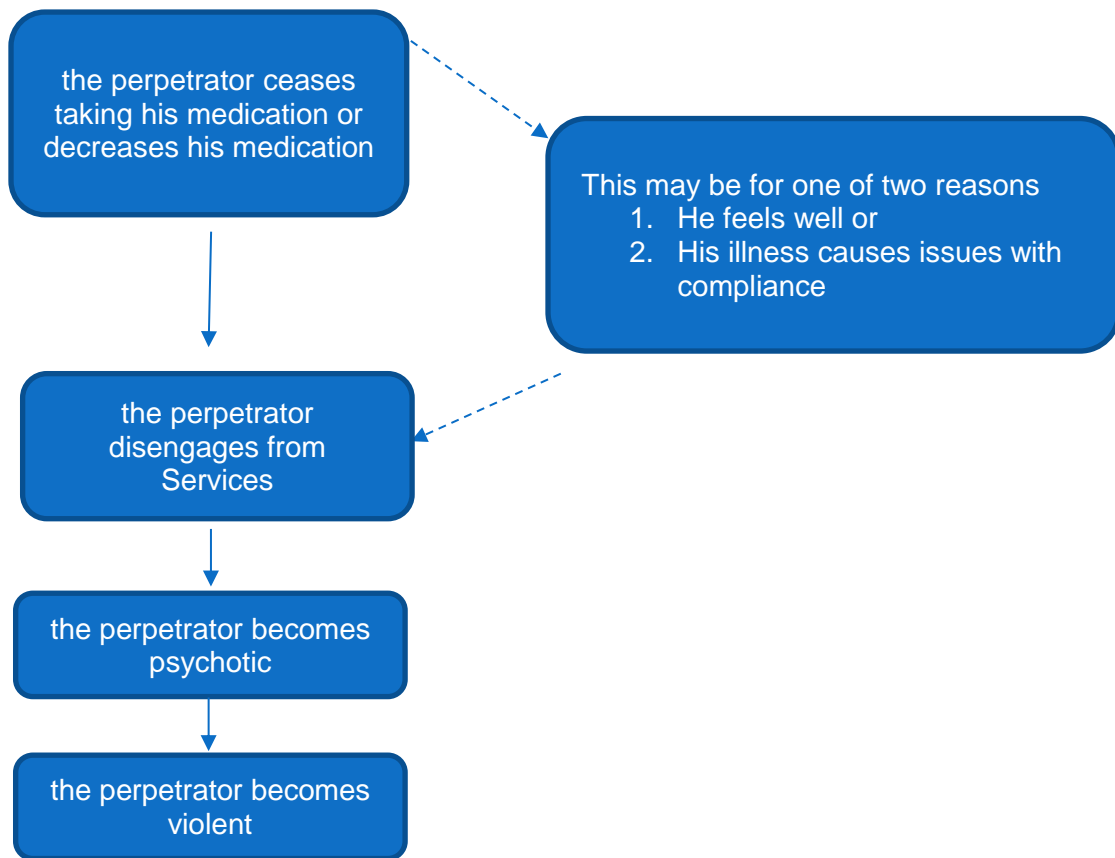 the perpetrator ceases
taking his medication or
decreases his medication
This may be for one of two reasons
1. He feels well or
2. His illness causes issues with
compliance
the perpetrator
disengages from
Services
the perpetrator becomes
psychotic
the perpetrator becomes
violent